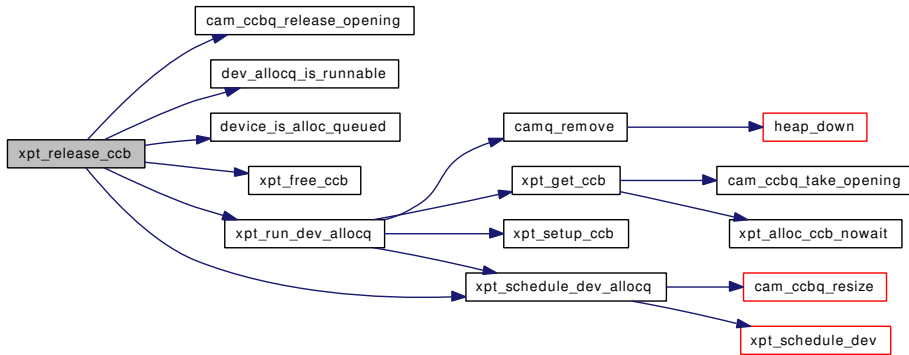 cam_ccbq_release_opening
dev_allocq_is_runnable
device_is_alloc_queued
camq_remove
heap_down
xpt_release_ccb
xpt_free_ccb
xpt_get_ccb
cam_ccbq_take_opening
xpt_run_dev_allocq
xpt_setup_ccb
xpt_alloc_ccb_nowait
xpt_schedule_dev_allocq
cam_ccbq_resize
xpt_schedule_dev